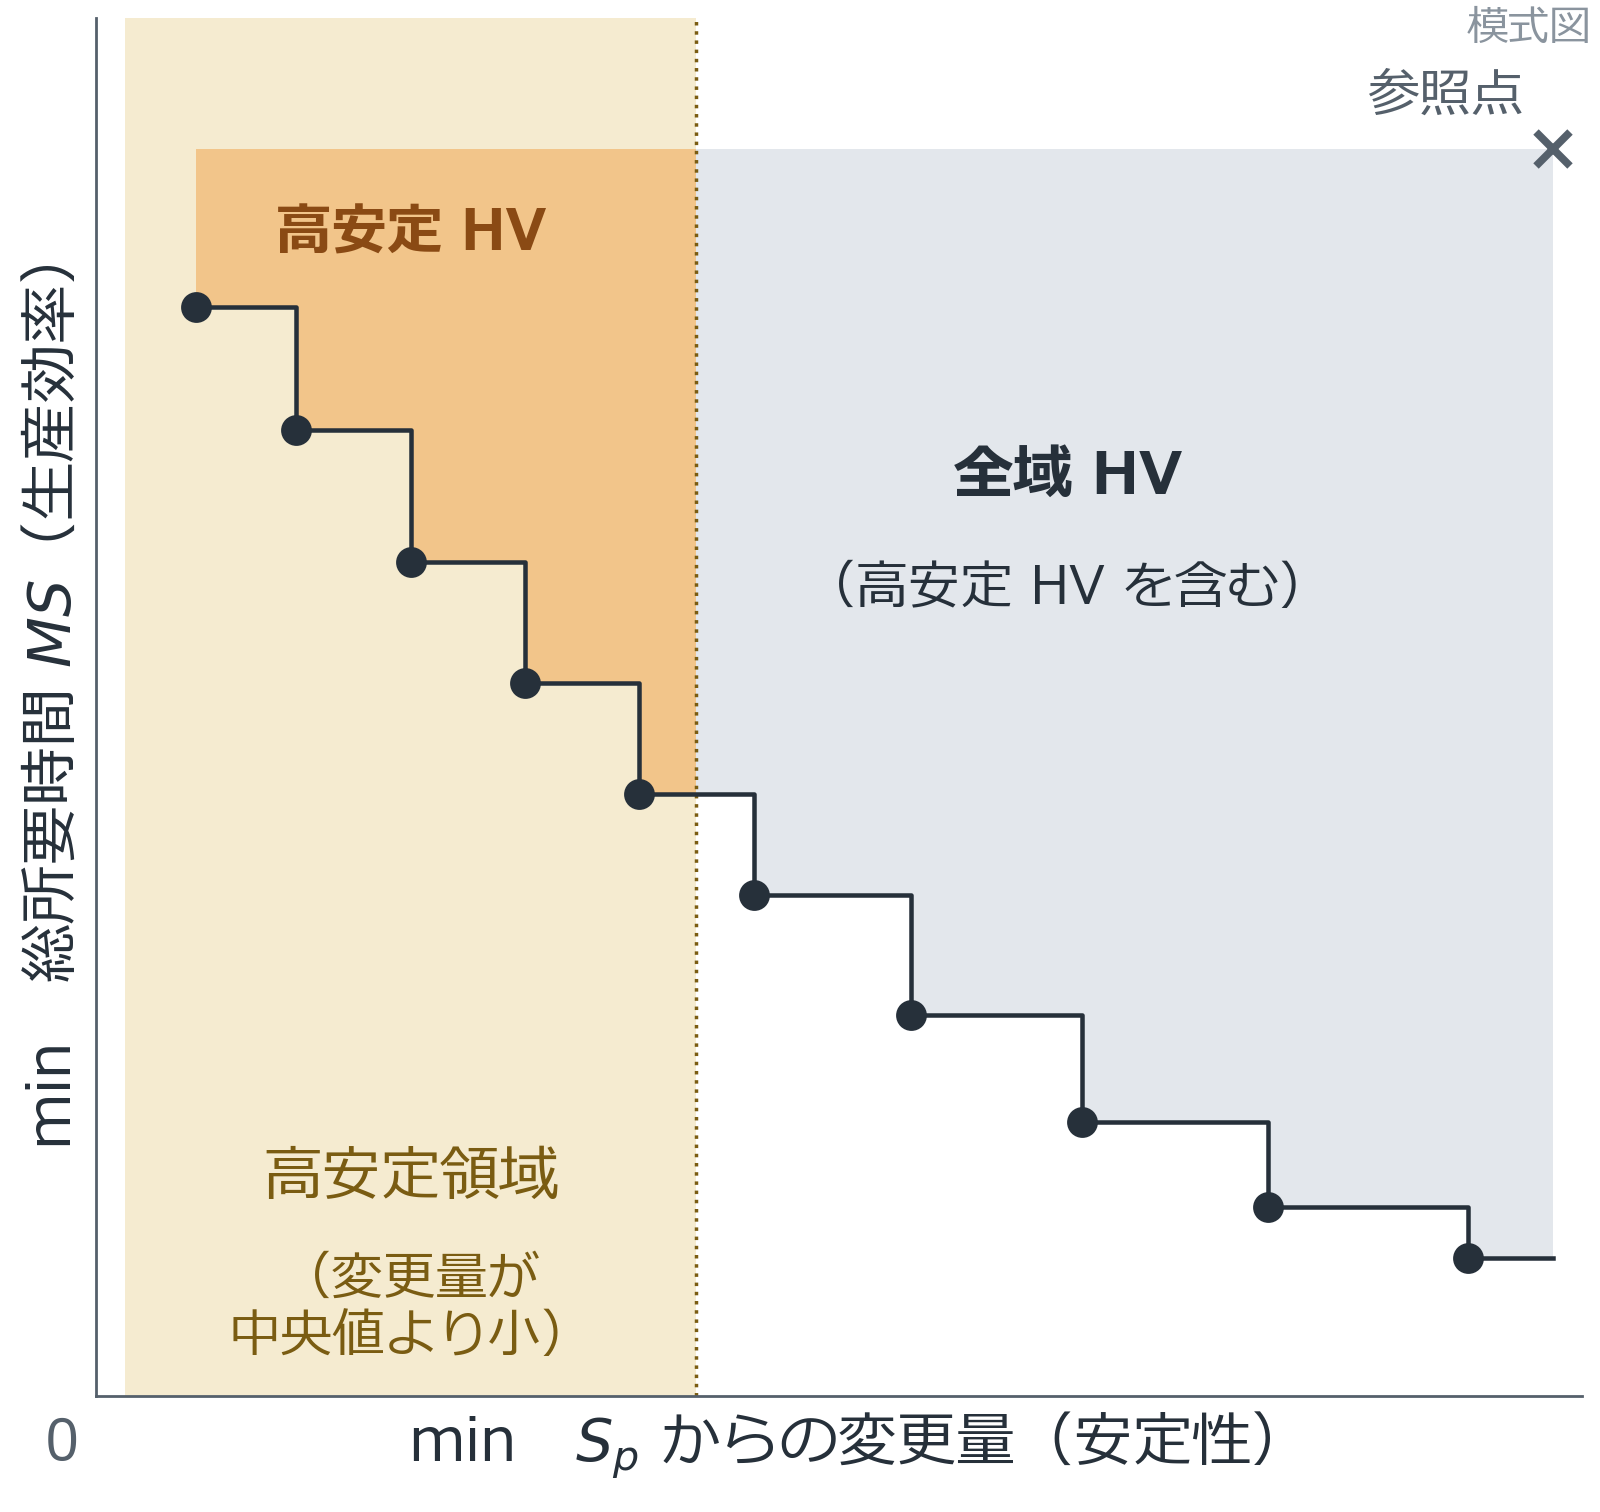 模式図
参照点
高安定 HV
全域 HV
（高安定 HV を含む）
高安定領域
（変更量が
中央値より小）
min 総所要時間 MS（生産効率）
0
min Sp からの変更量（安定性）